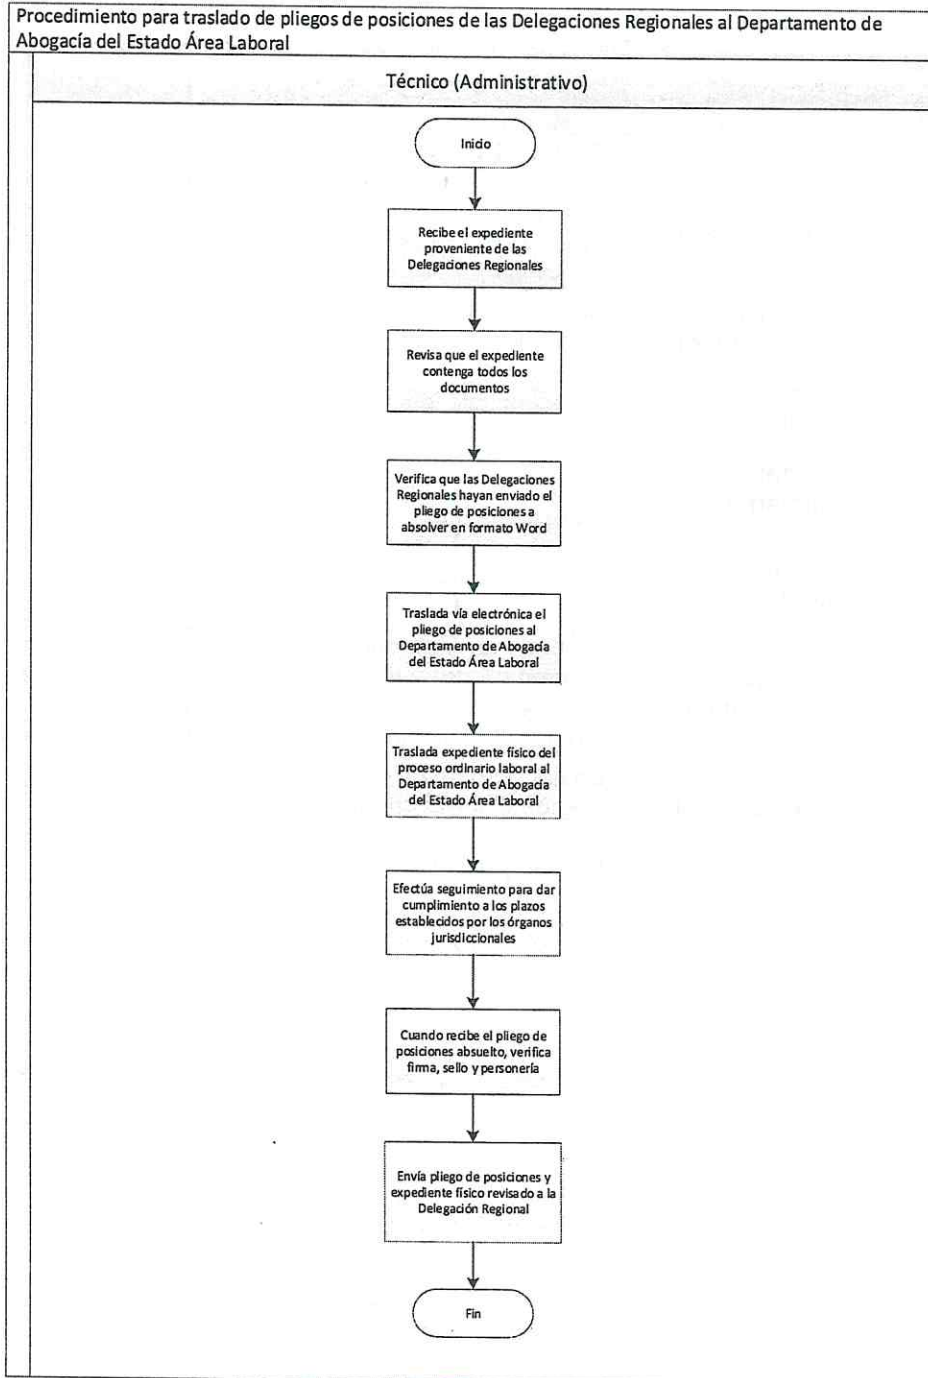 Procedimiento para traslado de pliegos de posiciones de las Delegaciones Regionales al Departamento de
Abogacía del Estado Área Laboral
Técnico (Administrativo)
Inicio
Recibe el expediente
proveniente de las
Delegaciones Regionales
Revisa que el expediente
contenga todos los
documentos
Verifica que las Delegaciones
Regionales hayan enviado el
pliego de posiciones a
absolver en formato Word
Traslada vía electrónica el
pliego de posiciones al
Departamento de Abogacía
del Estado Área Laboral
Traslada expediente físico del
proceso ordinario laboral al
Departamento de Abogacía
del Estado Área Laboral
Efectúa seguimiento para dar
cumplimiento a los plazos
establecidos por los órganos
jurisdiccionales
Cuando recibe el pliego de
posiciones absuelto, verifica
firma, sello y personería
Envía pliego de posiciones y
expediente físico revisado a la
Delegación Regional
Fin